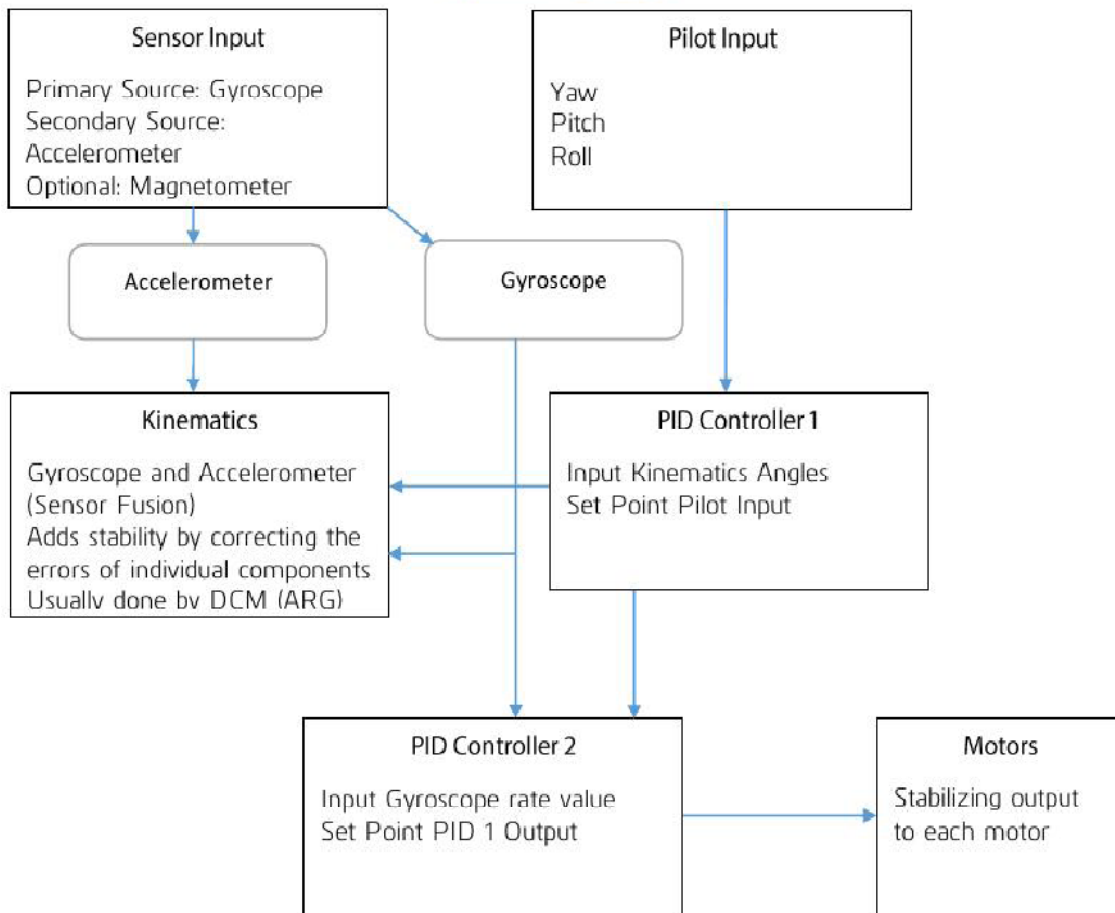 Sensor Input
Primary Source: Gyroscope
Secondary Source:
Accelerometer
Optional: Magnetometer
Pilot Input
Yaw
Pitch
Roll
Accelerometer
Gyroscope
Kinematics
Gyroscope and Accelerometer
(Sensor Fusion)
Adds stability by correcting the
errors of individual components
Usually done by DCM (ARG)
PID Controller 1
Input Kinematics Angles
Set Point Pilot Input
PID Controller 2
Input Gyroscope rate value
Set Point PID 1 Output
Motors
Stabilizing output
to each motor